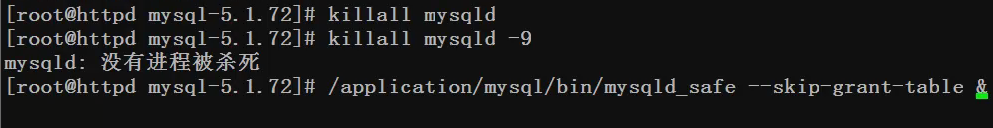 [root@httpd mysql-5.1.72]# killall mysqld
[root@httpd mysql-5.1.72]# killall mysqld -9
mysqld: 没有进程被杀死
[root@httpd mysql-5.1.72]# /application/mysql/bin/mysqld_safe --skip-grant-table &